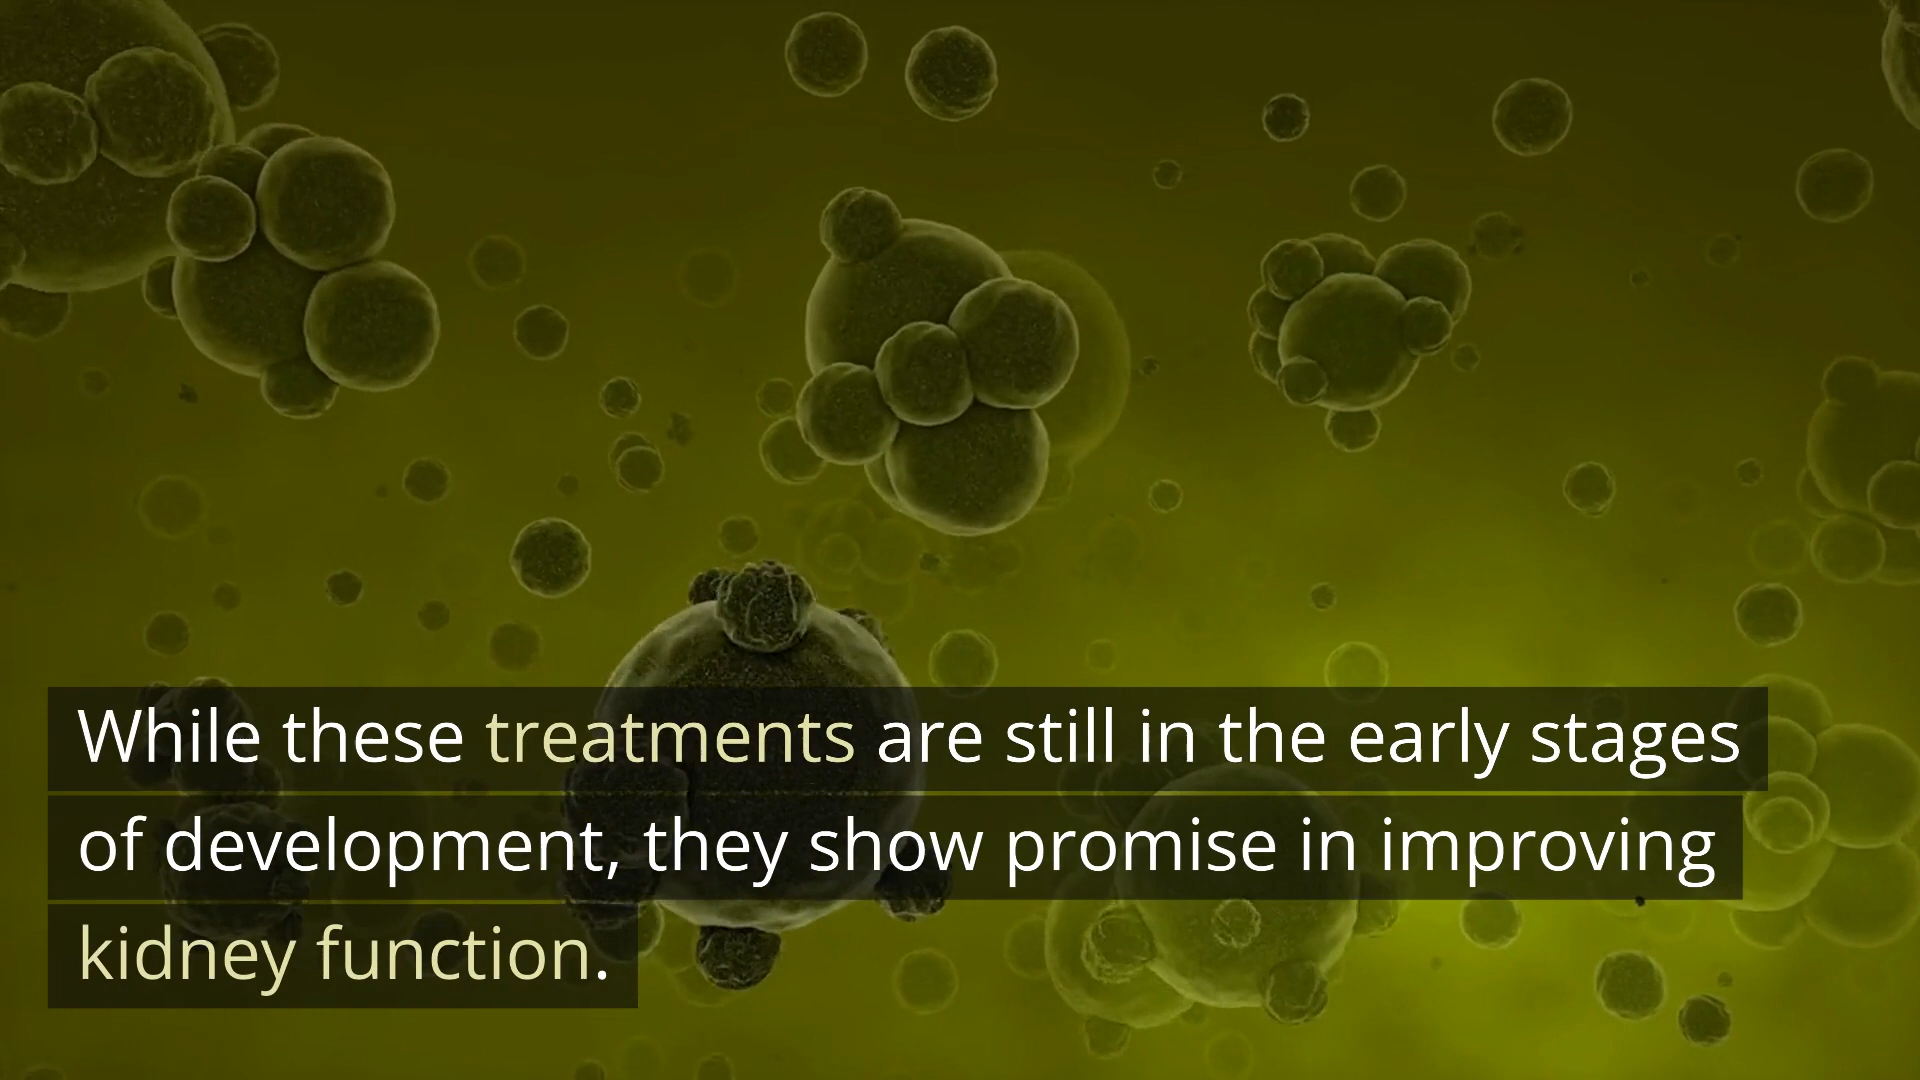 While these treatments are still in the early stages
of development, they show promise in improving
kidney function.